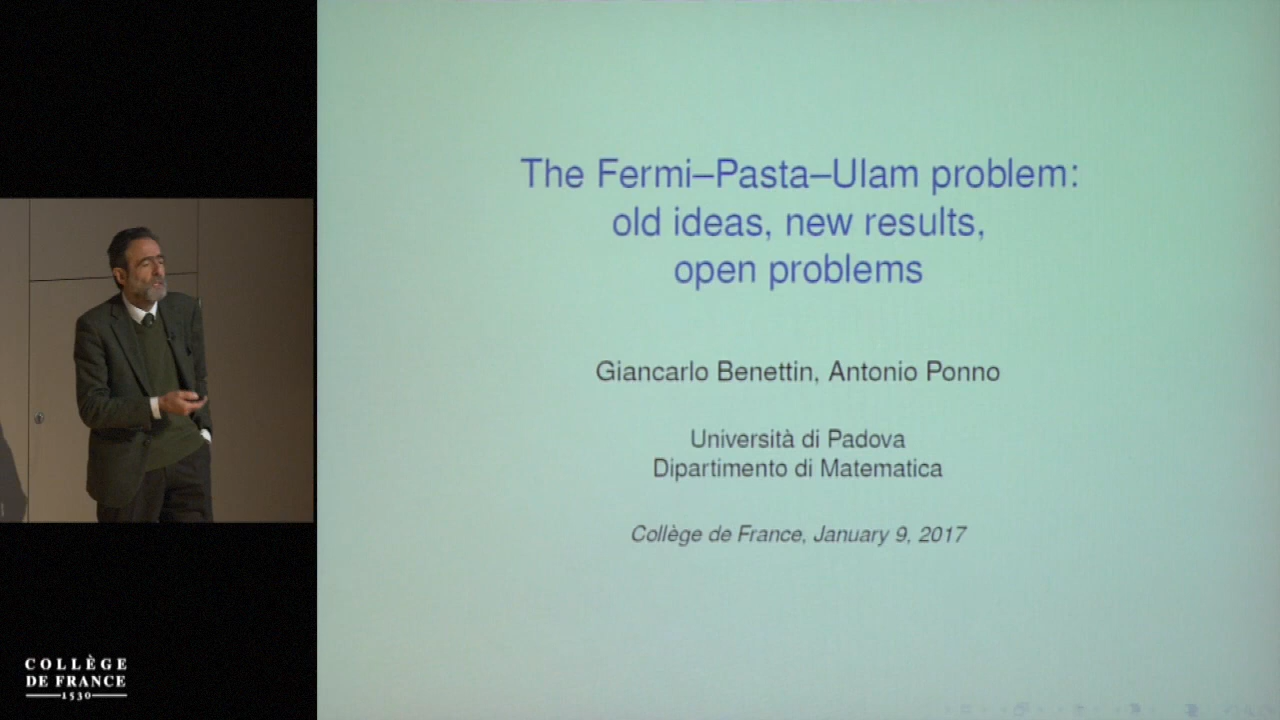 The Fermi–Pasta–Ulam problem:
old ideas, new results,
open problems
Giancarlo Benettin, Antonio Ponno
Università di Padova
Dipartimento di Matematica
Collège de France, January 9, 2017
COLLÈGE
DE FRANCE
1530